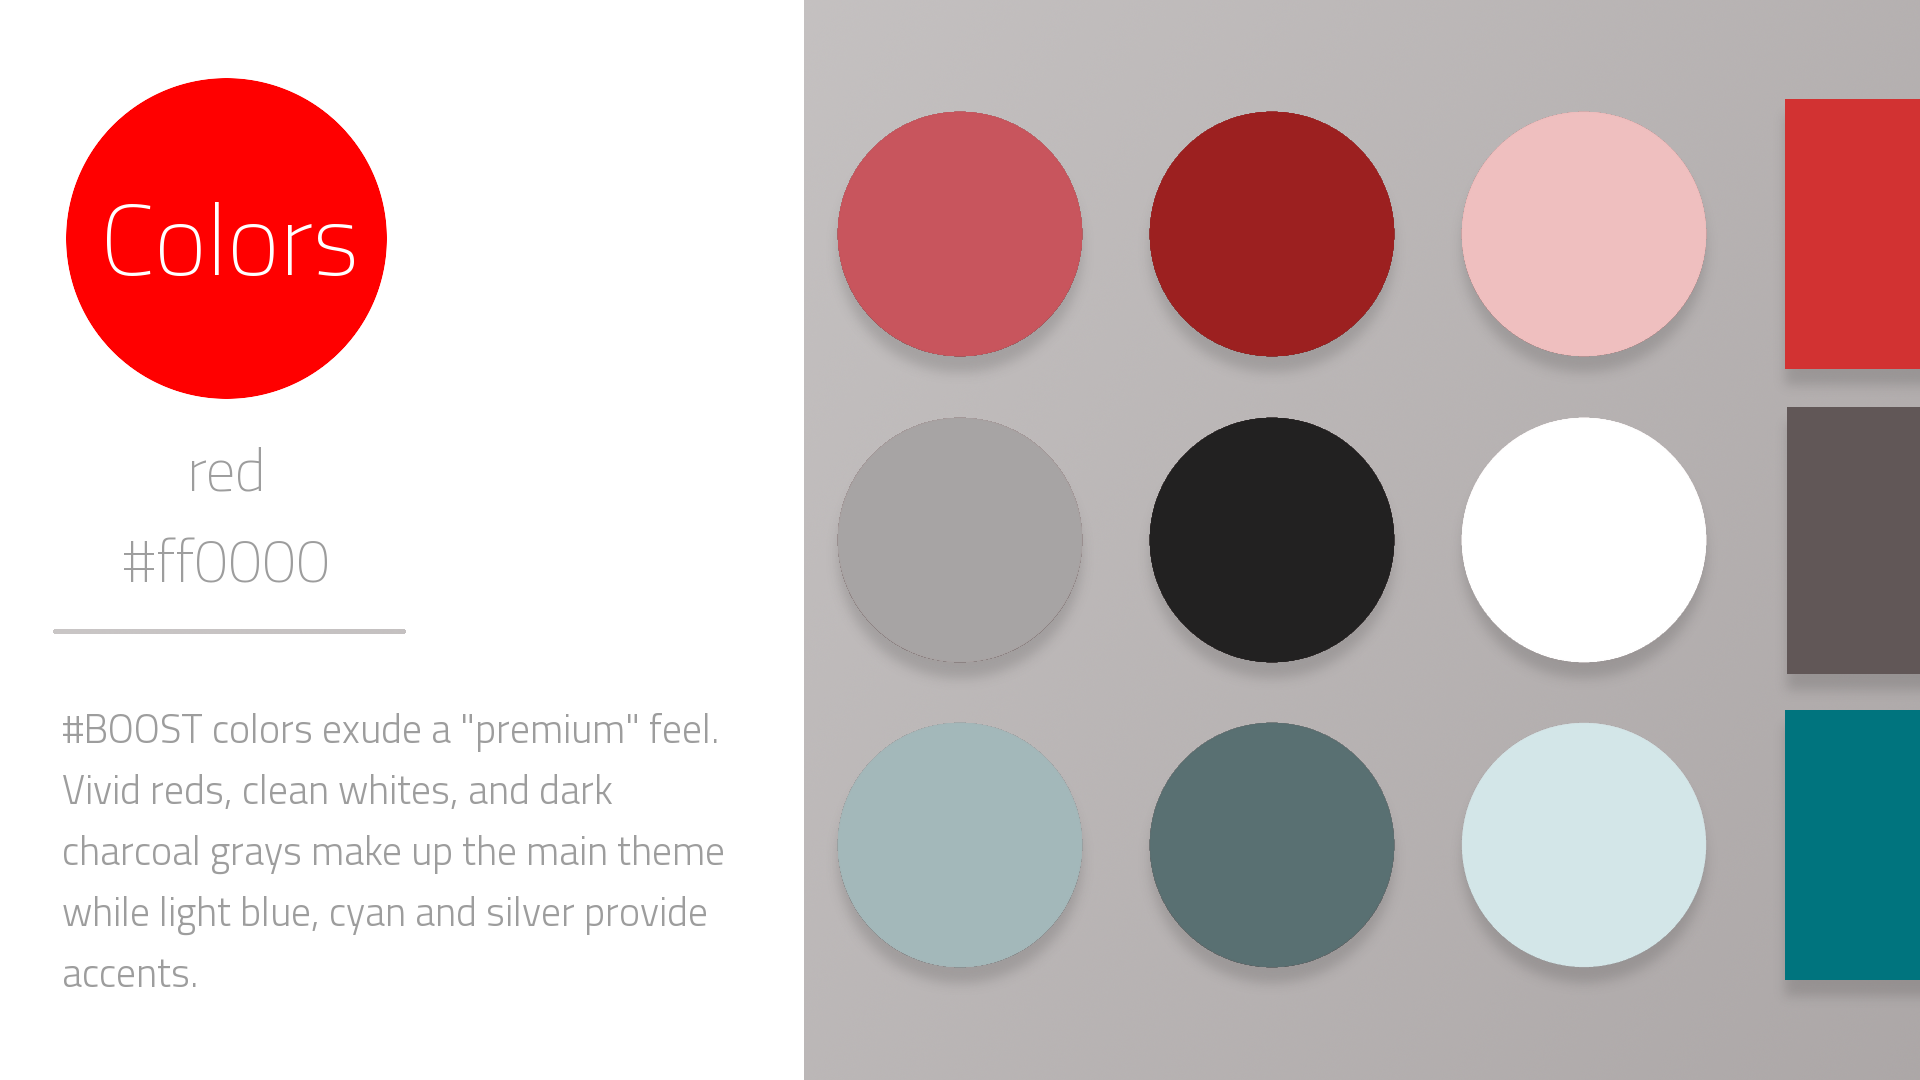 Colors
red
#ff0000
#BOOST colors exude a "premium" feel.
Vivid reds, clean whites, and dark
charcoal grays make up the main theme
while light blue, cyan and silver provide
accents.